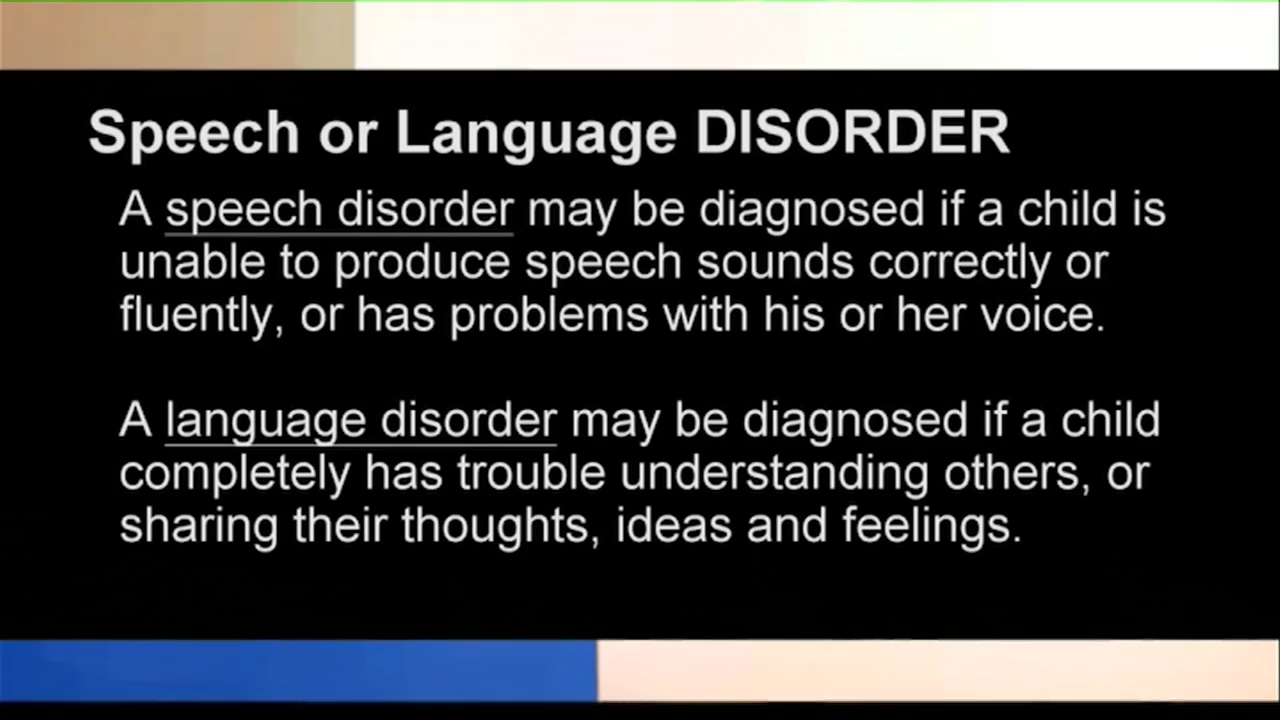 Speech or Language DISORDER
A speech disorder may be diagnosed if a child is
unable to produce speech sounds correctly or
fluently, or has problems with his or her voice.
A language disorder may be diagnosed if a child
completely has trouble understanding others, or
sharing their thoughts, ideas and feelings.